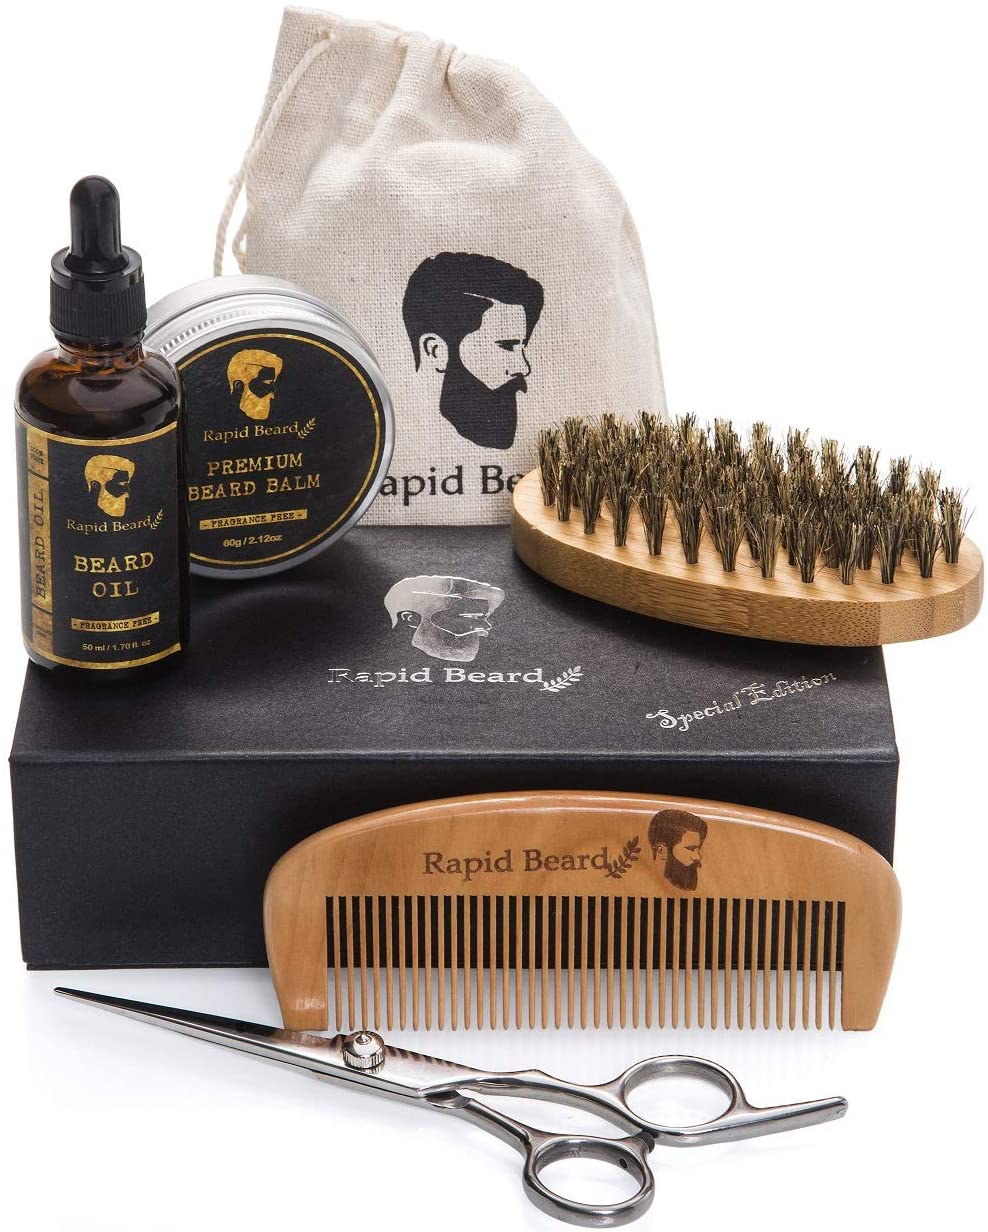 Rapid Beard
PREMIUM
BEARD BALM
- FRAGRANCE FREE -
60g / 2.12oz
BEARD OIL
Rapid Beard
BEARD
OIL
- FRAGRANCE FREE -
50 ml / 1.70 fl. oz
Rapid Be
Rapid Beard
Special Edition
Rapid Beard